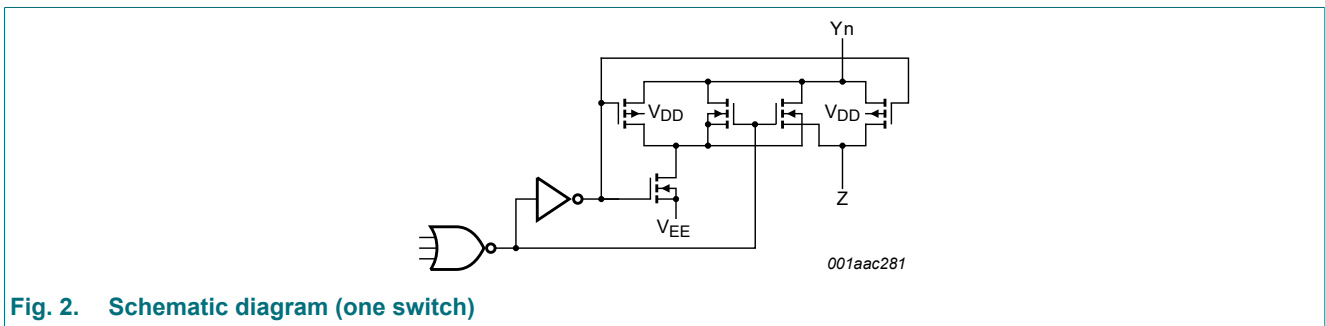 Yn
VDD
VDD
Z
VEE
001aac281
Fig. 2. Schematic diagram (one switch)